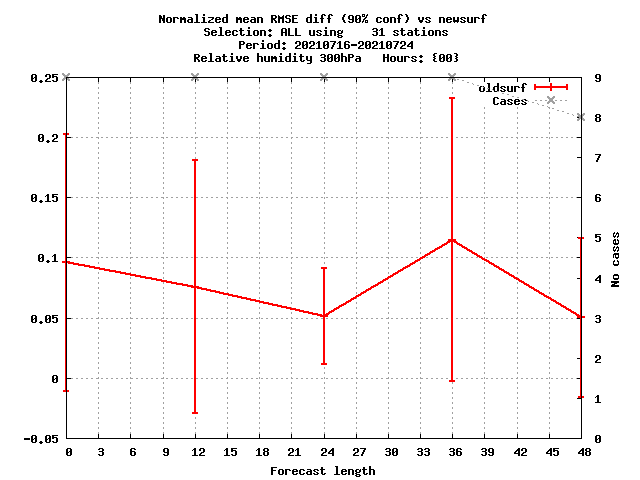 Normalized mean RMSE diff (90% conf) vs newsurf
Selection: ALL using    31 stations
Period: 20210716-20210724
Relative humidity 300hPa   Hours: {00}
oldsurf
Cases
0.25
0.2
0.15
0.1
0.05
0
-0.05
9
8
7
6
5
4
3
2
1
0
No cases
0 3 6 9 12 15 18 21 24 27 30 33 36 39 42 45 48
Forecast length